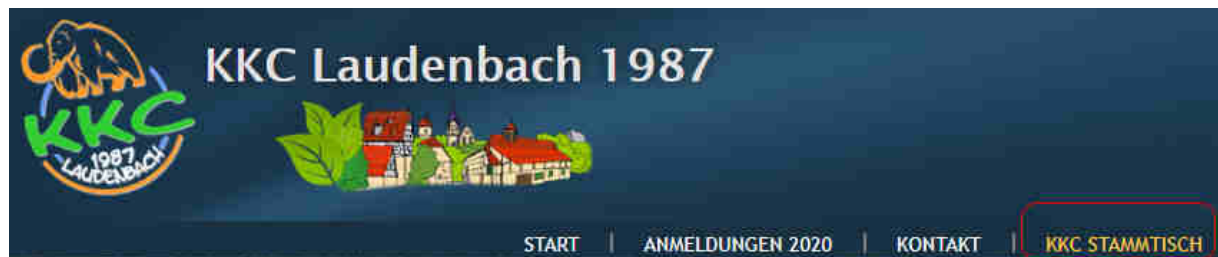 KKC
1987
LAUDENBACH
KKC Laudenbach 1987
START | ANMELDUNGEN 2020 | KONTAKT | KKC STAMMTISCH